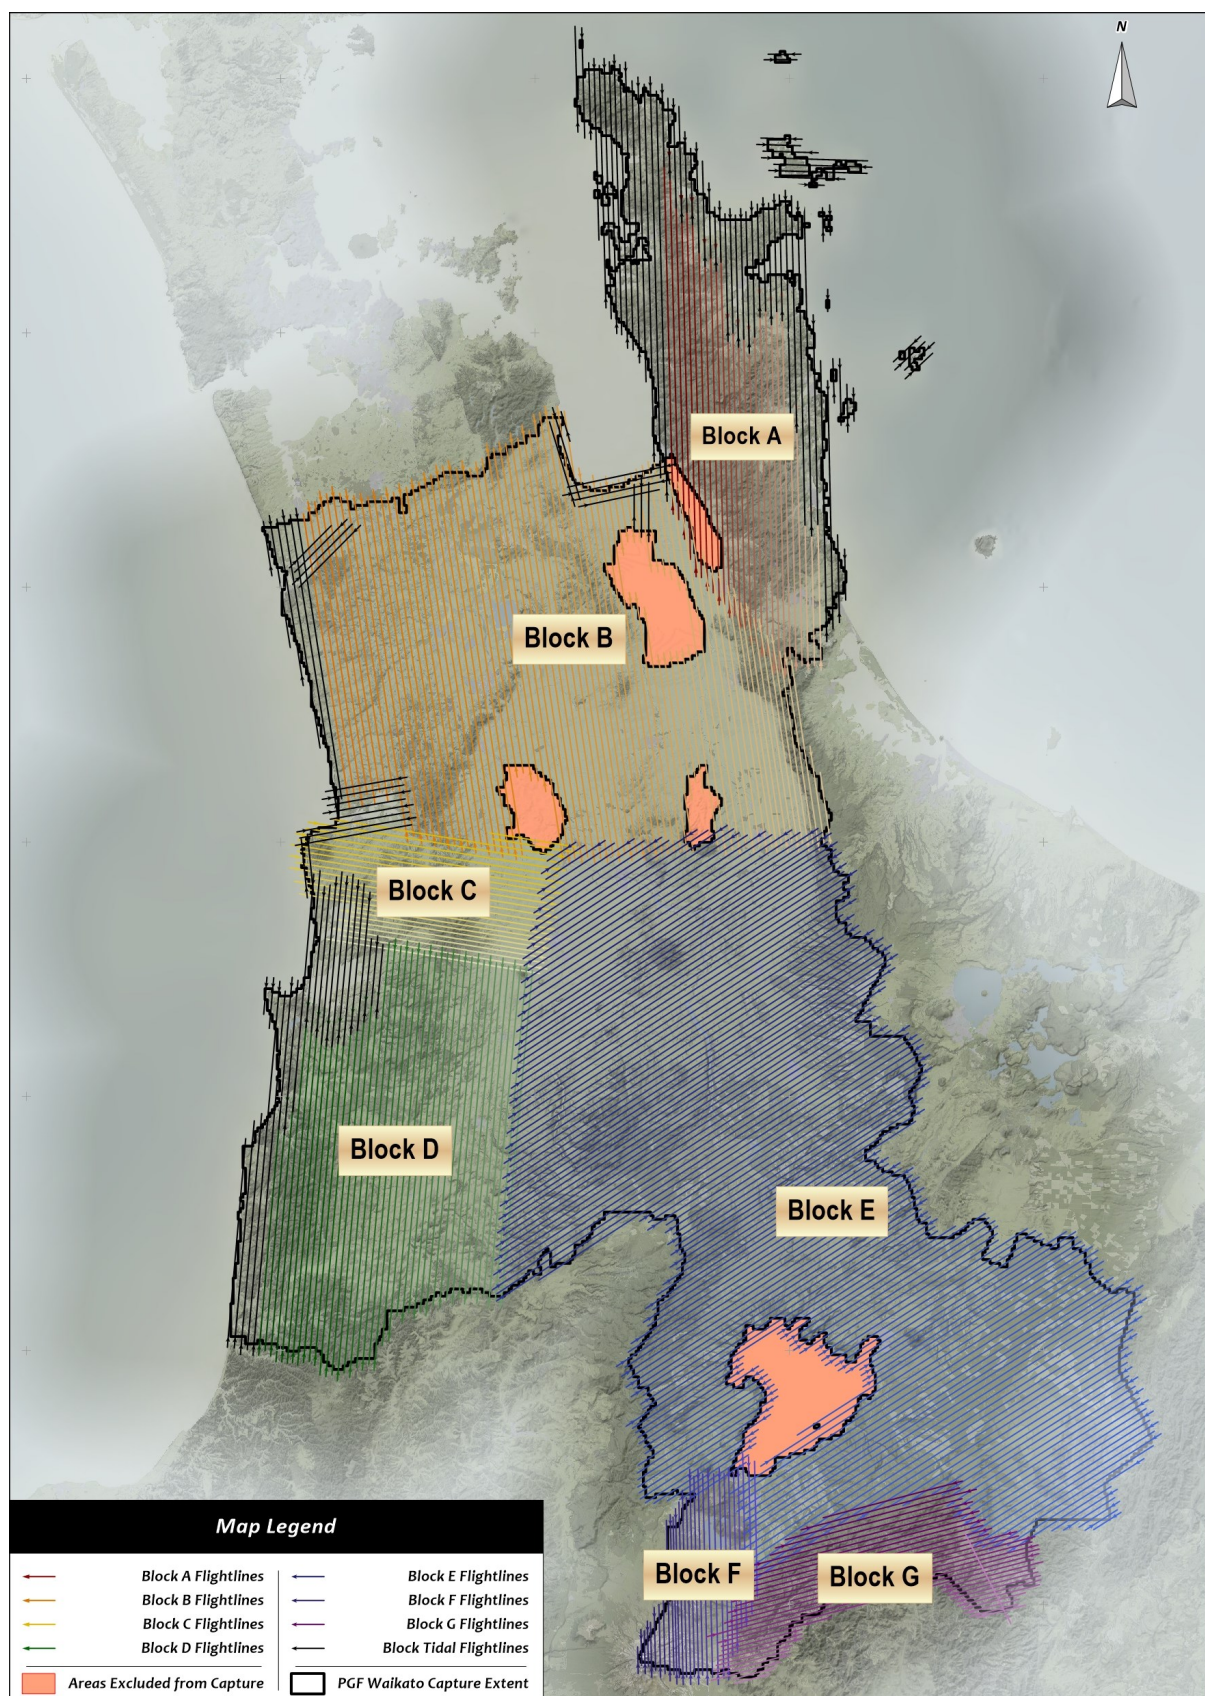 N
Block A
Block B
Block C
Block D
Block E
Block F
Block G
Map Legend
Block A Flightlines
Block B Flightlines
Block C Flightlines
Block D Flightlines
Areas Excluded from Capture
Block E Flightlines
Block F Flightlines
Block G Flightlines
Block Tidal Flightlines
PGF Waikato Capture Extent